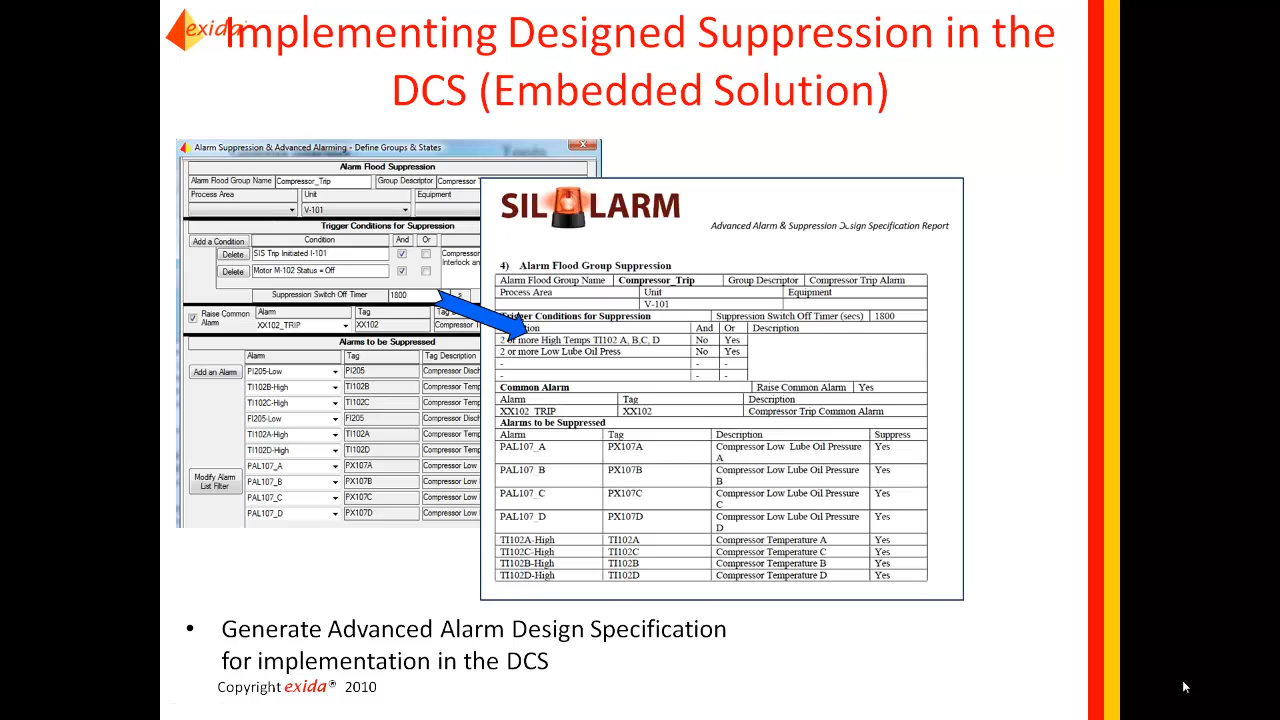 exida
Implementing Designed Suppression in the
DCS (Embedded Solution)
Alarm Suppression & Advanced Alarming - Define Groups & States
Alarm Flood Suppression
Alarm Flood Group Name Compressor_Trip Group Descriptor Compressor
Process Area Unit Equipment
V-101
Trigger Conditions for Suppression
Add a Condition Condition And Or
Delete SIS Trip Initiated I-101 Compressor
Interlock an
Delete Motor M-102 Status = Off
Suppression Switch Off Timer 1800 s
Raise Common Alarm Alarm Tag Tag D
XX102_TRIP XX102 Compressor T
Alarms to be Suppressed
Alarm Tag Tag Description
Add an Alarm PI205-Low PI205 Compressor Disch
TI102B-High TI102B Compressor Temp
TI102C-High TI102C Compressor Temp
FI205-Low FI205 Compressor Disch
TI102A-High TI102A Compressor Temp
TI102D-High TI102D Compressor Temp
PAL107_A PX107A Compressor Low
Modify Alarm List Filter PAL107_B PX107B Compressor Low
PAL107_C PX107C Compressor Low
PAL107_D PX107D Compressor Low
SIL LARM
Advanced Alarm & Suppression Design Specification Report
4) Alarm Flood Group Suppression
Alarm Flood Group Name Compressor_Trip Group Descriptor Compressor Trip Alarm
Process Area Unit Equipment
V-101
Trigger Conditions for Suppression Suppression Switch Off Timer (secs) 1800
And Or Description
2 or more High Temps TI102 A, B,C, D No Yes
2 or more Low Lube Oil Press No Yes
- - -
- - -
Common Alarm Raise Common Alarm Yes
Alarm Tag Description
XX102_TRIP XX102 Compressor Trip Common Alarm
Alarms to be Suppressed
Alarm Tag Description Suppress
PAL107_A PX107A Compressor Low Lube Oil Pressure Yes
A
PAL107_B PX107B Compressor Low Lube Oil Pressure Yes
B
PAL107_C PX107C Compressor Low Lube Oil Pressure Yes
C
PAL107_D PX107D Compressor Low Lube Oil Pressure Yes
D
TI102A-High TI102A Compressor Temperature A Yes
TI102C-High TI102C Compressor Temperature C Yes
TI102B-High TI102B Compressor Temperature B Yes
TI102D-High TI102D Compressor Temperature D Yes
• Generate Advanced Alarm Design Specification
for implementation in the DCS
Copyright exida® 2010